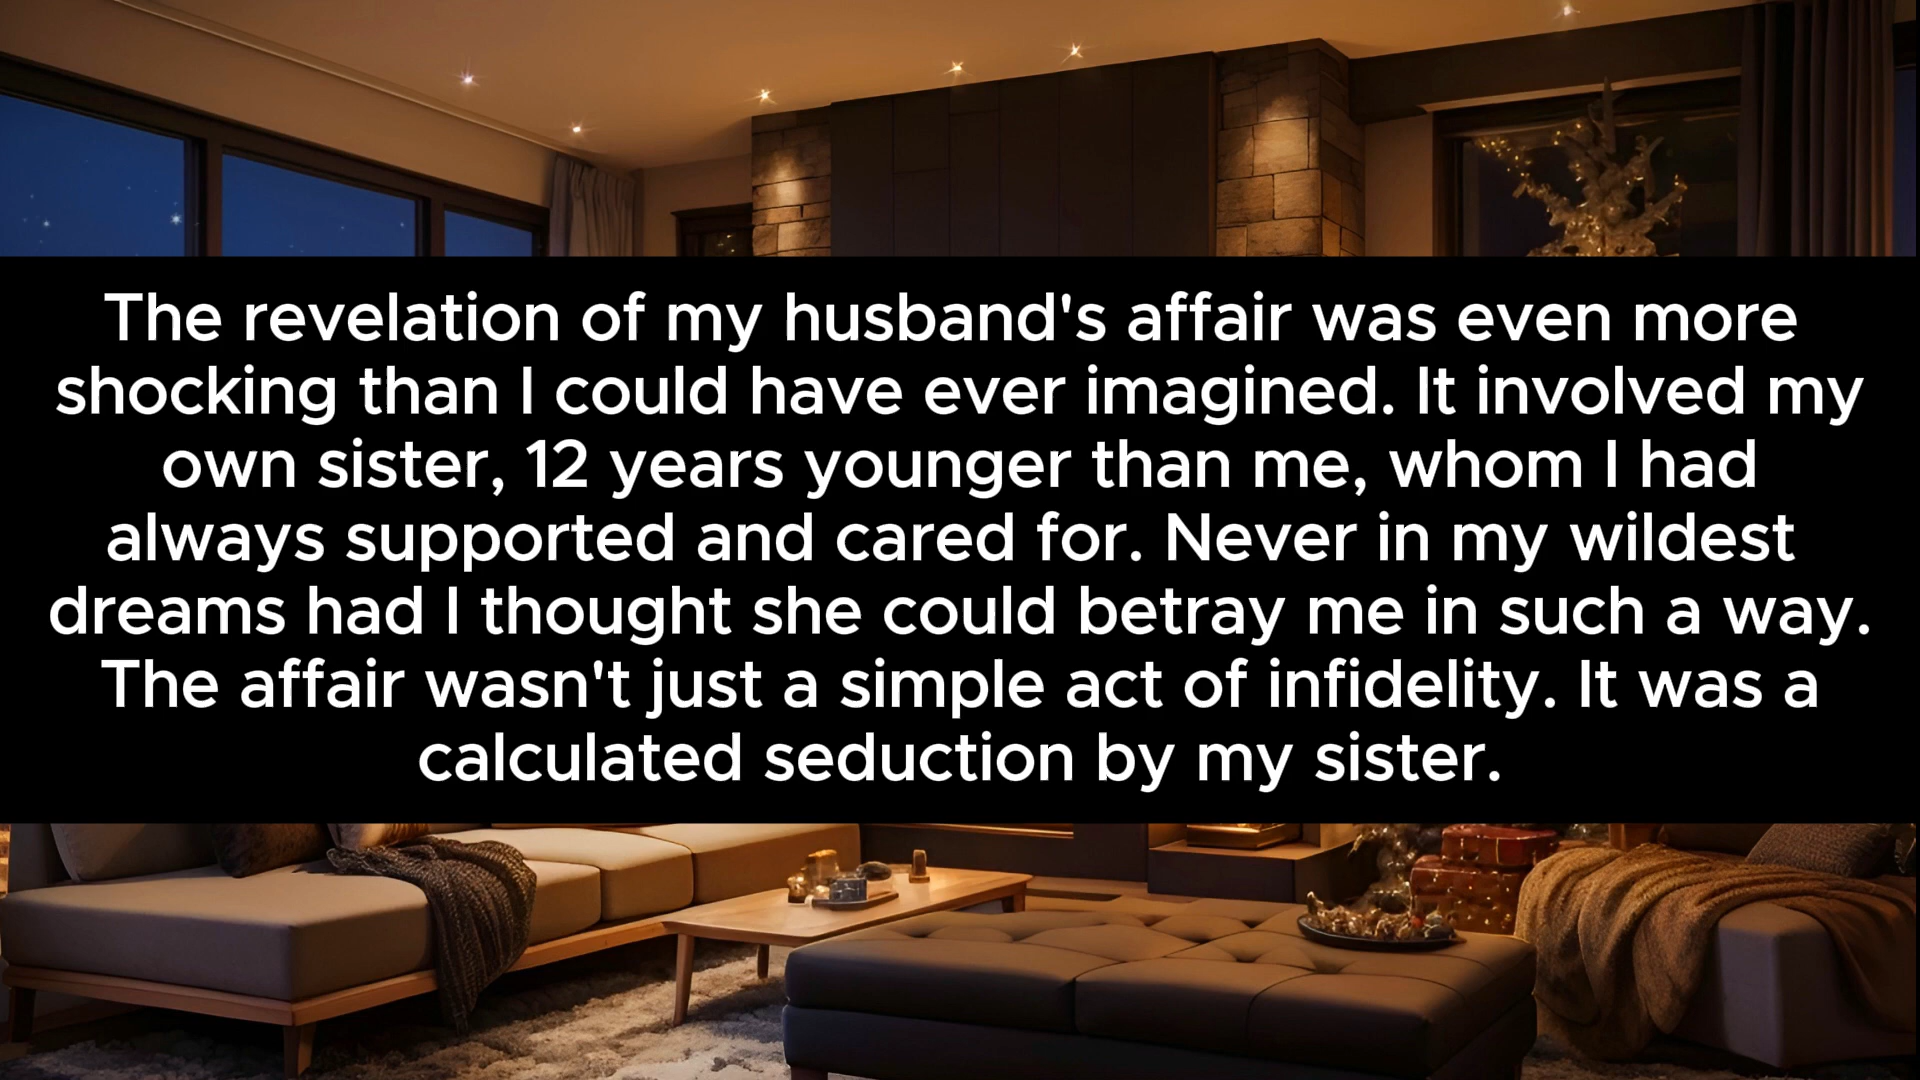 The revelation of my husband's affair was even more
shocking than I could have ever imagined. It involved my
own sister, 12 years younger than me, whom I had
always supported and cared for. Never in my wildest
dreams had I thought she could betray me in such a way.
The affair wasn't just a simple act of infidelity. It was a
calculated seduction by my sister.